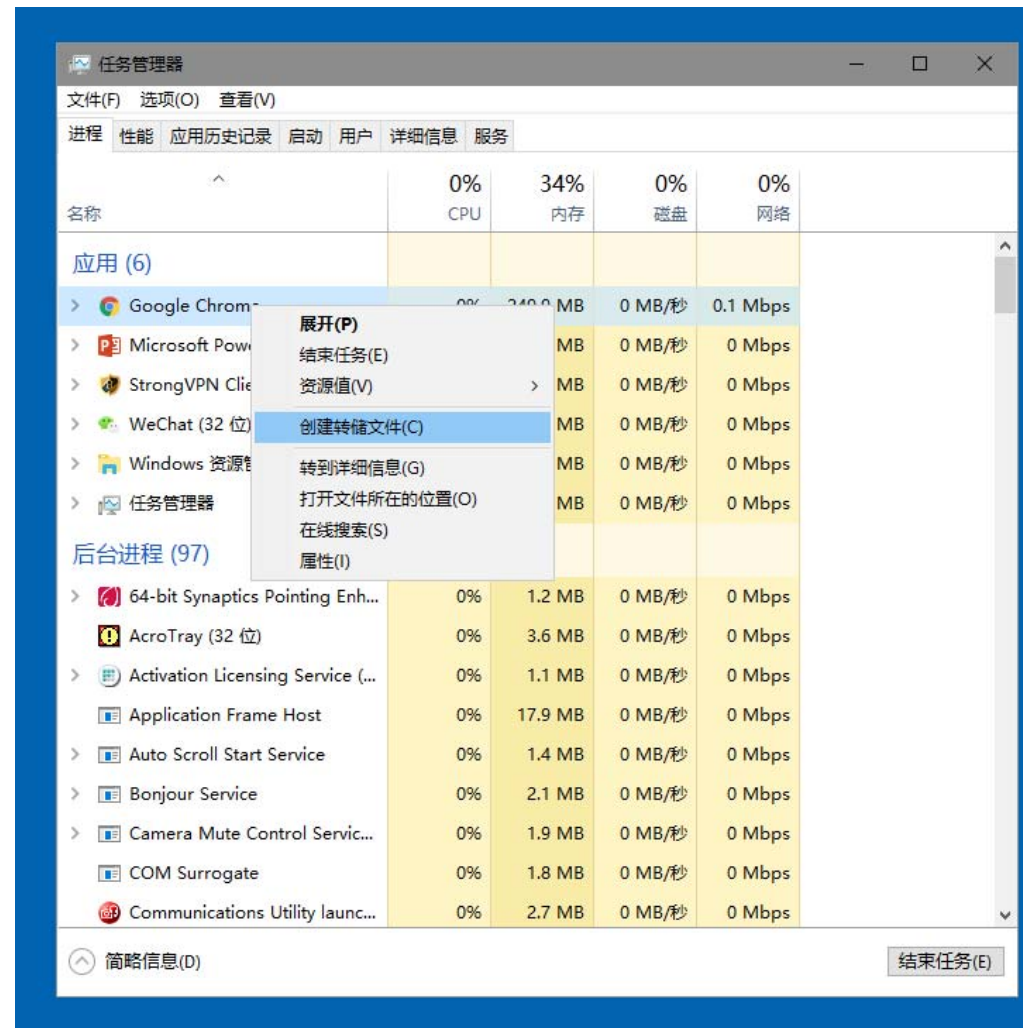 任务管理器
文件(F) 选项(O) 查看(V)
进程 性能 应用历史记录 启动 用户 详细信息 服务
0% 34% 0% 0%
名称 CPU 内存 磁盘 网络
应用 (6)
Google Chrom 0% 249.9 MB 0 MB/秒 0.1 Mbps
展开(P)
Microsoft Pow MB 0 MB/秒 0 Mbps
结束任务(E)
StrongVPN Clie MB 0 MB/秒 0 Mbps
资源值(V)
WeChat (32 位) MB 0 MB/秒 0 Mbps
创建转储文件(C)
Windows 资源 MB 0 MB/秒 0 Mbps
转到详细信息(G)
任务管理器 MB 0 MB/秒 0 Mbps
打开文件所在的位置(O)
在线搜索(S)
后台进程 (97)
属性(I)
64-bit Synaptics Pointing Enh... 0% 1.2 MB 0 MB/秒 0 Mbps
AcroTray (32 位) 0% 3.6 MB 0 MB/秒 0 Mbps
Activation Licensing Service (... 0% 1.1 MB 0 MB/秒 0 Mbps
Application Frame Host 0% 17.9 MB 0 MB/秒 0 Mbps
Auto Scroll Start Service 0% 1.4 MB 0 MB/秒 0 Mbps
Bonjour Service 0% 2.1 MB 0 MB/秒 0 Mbps
Camera Mute Control Servic... 0% 1.9 MB 0 MB/秒 0 Mbps
COM Surrogate 0% 1.8 MB 0 MB/秒 0 Mbps
Communications Utility launc... 0% 2.7 MB 0 MB/秒 0 Mbps
简略信息(D) 结束任务(E)